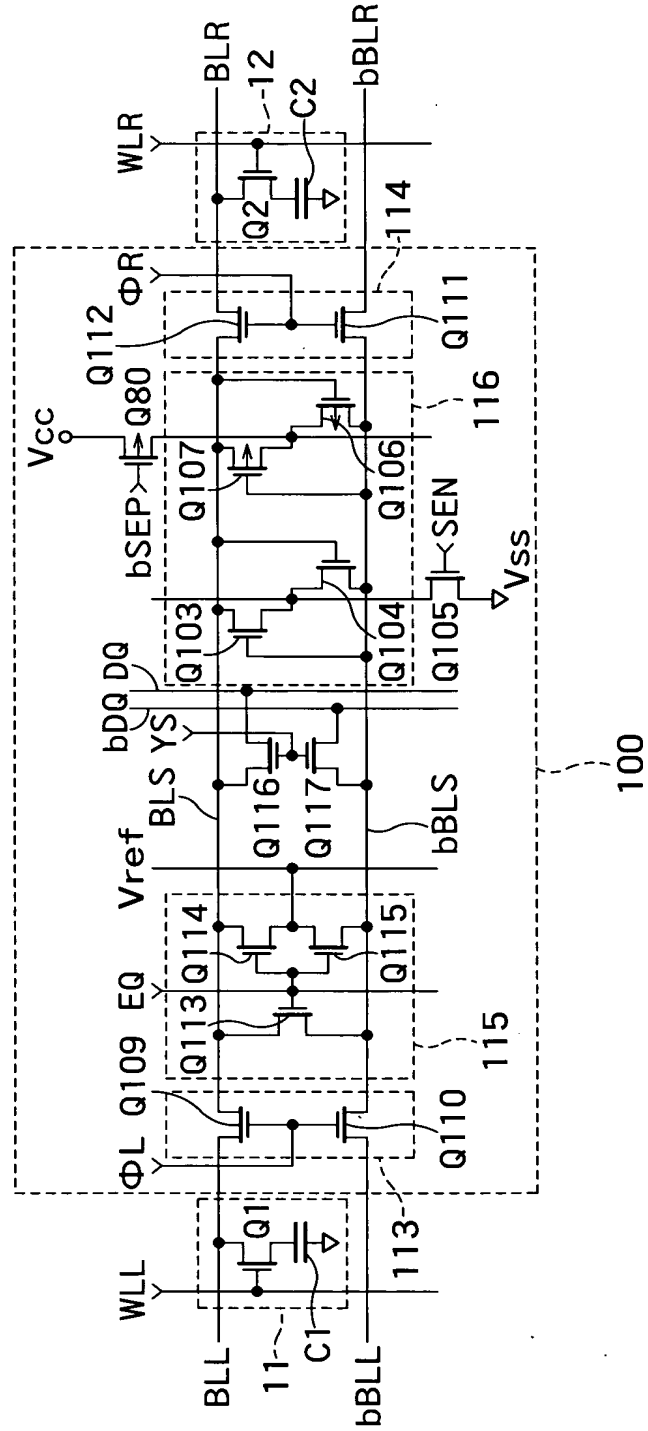 Vcc
WLL
ΦL
Q109
EQ
Q113
Q114
Vref
BLS
bDQ
DQ
YS
Q103
bSEP
Q80
Q107
Q112
ΦR
WLR
BLL
Q1
BLR
12
11
C1
Q116
Q117
Q2
C2
bBLL
113
Q110
115
Q115
bBLS
Q104
Q105
SEN
Vss
Q106
116
Q111
114
bBLR
100